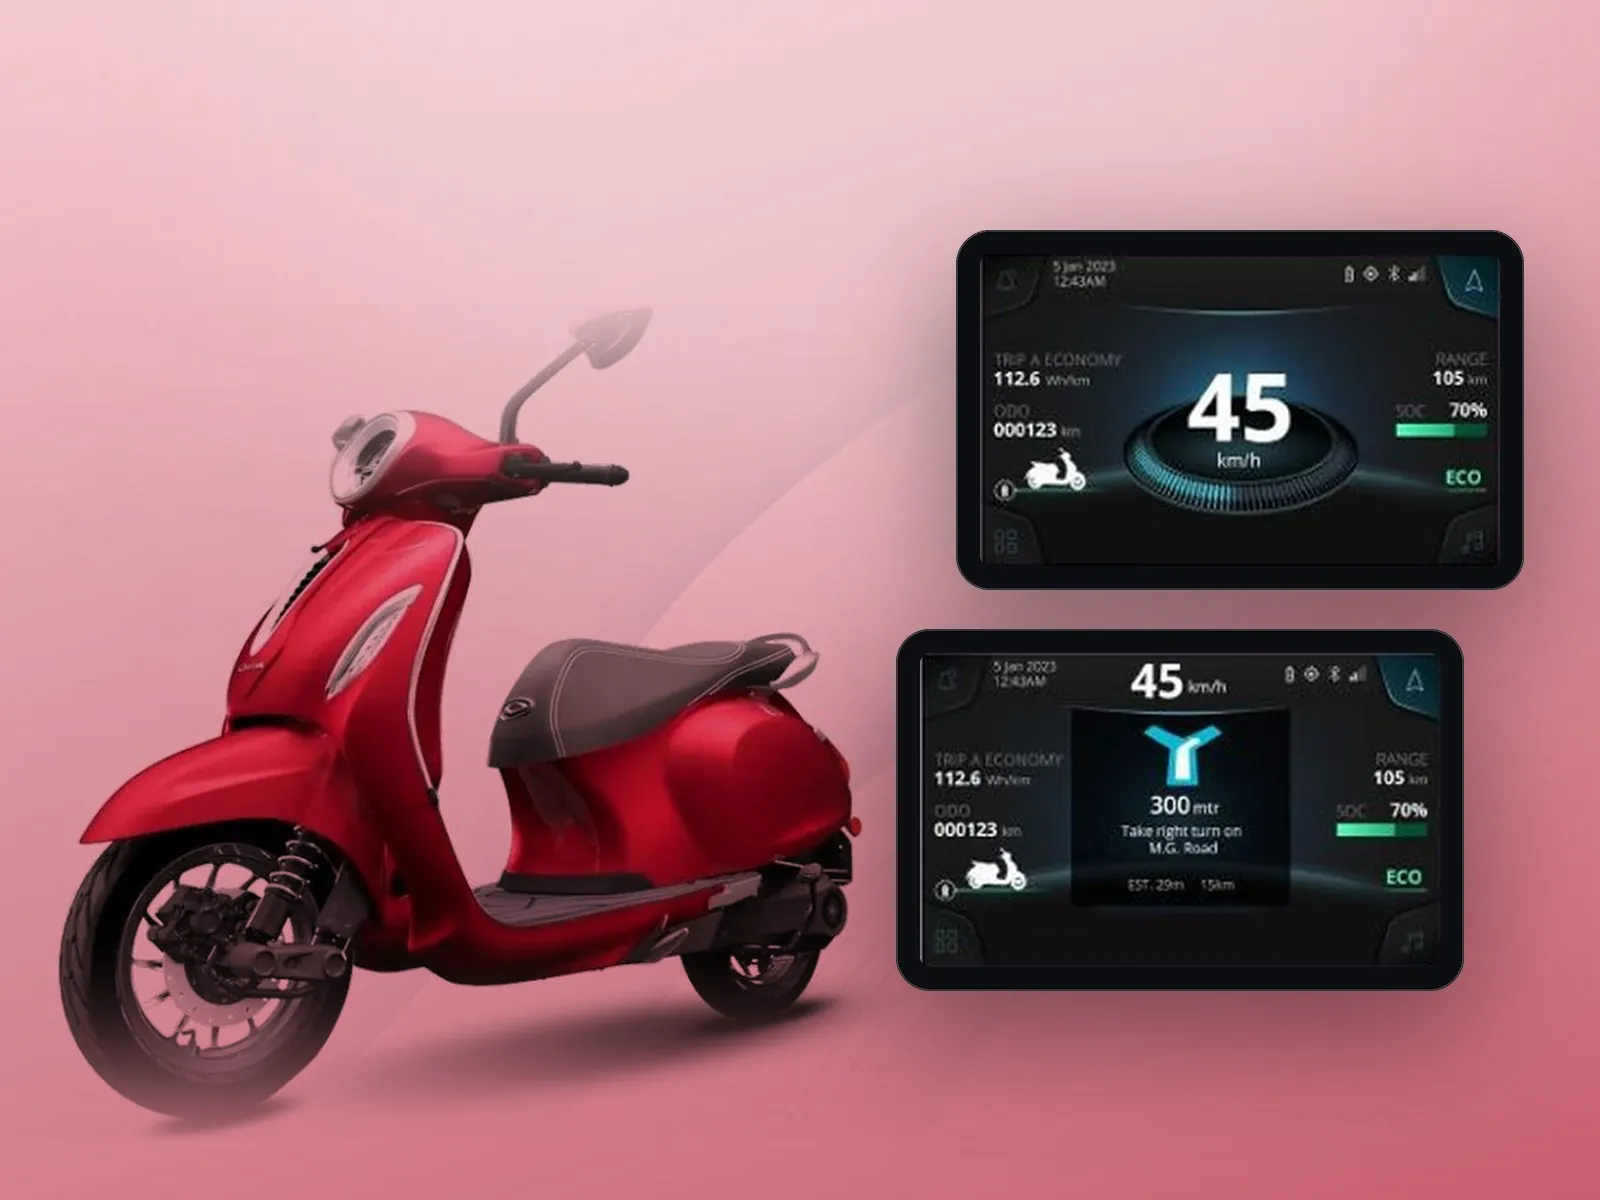 5 Jan 2023
12:43AM
TRIP A ECONOMY
112.6 Wh/km
ODO
000123 km
45
km/h
RANGE
105 km
SOC 70%
ECO
5 Jan 2023
12:43AM
45 km/h
TRIP A ECONOMY
112.6 Wh/km
ODO
000123 km
300 mtr
Take right turn on
M.G. Road
EST. 29m 15km
RANGE
105 km
SOC 70%
ECO